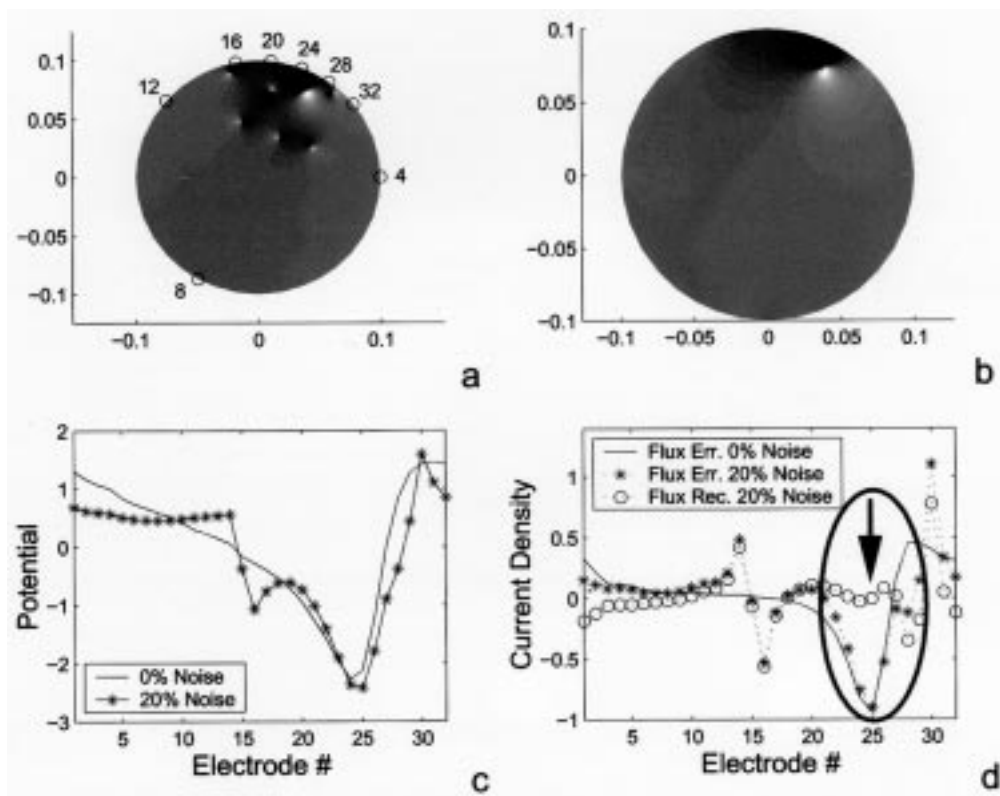 16 20 24 28 32 12 4 8
0.1
0.05
0
−0.05
−0.1
−0.1 0 0.1
a
0.1
0.05
0
−0.05
−0.1
−0.1 −0.05 0 0.05 0.1
b
2
1
0
−1
−2
−3
Potential
0% Noise
20% Noise
5 10 15 20 25 30
Electrode #
c
1
0.5
0
−0.5
−1
Current Density
Flux Err. 0% Noise
Flux Err. 20% Noise
Flux Rec. 20% Noise
5 10 15 20 25 30
Electrode #
d